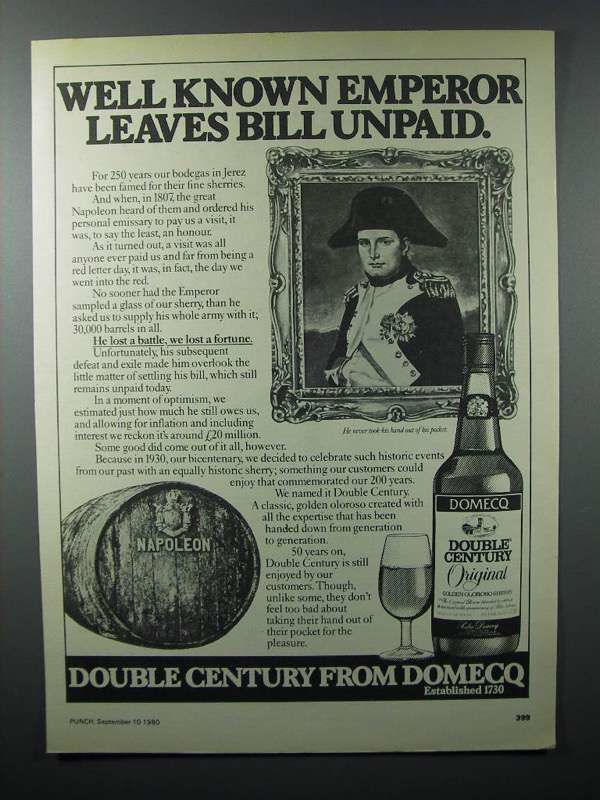 WELL KNOWN EMPEROR
LEAVES BILL UNPAID.
For 250 years our bodegas in Jerez
have been famed for their fine sherries.
And when, in 1807, the great
Napoleon heard of them and ordered his
personal emissary to pay us a visit, it
was, to say the least, an honour.
As it turned out, a visit was all
anyone ever paid us and far from being a
red letter day, it was, in fact, the day we
went into the red.
No sooner had the Emperor
sampled a glass of our sherry, than he
asked us to supply his whole army with it;
30,000 barrels in all.
He lost a battle, we lost a fortune.
Unfortunately, his subsequent
defeat and exile made him overlook the
little matter of settling his bill, which still
remains unpaid today.
In a moment of optimism, we
estimated just how much he still owes us,
and allowing for inflation and including
interest we reckon it's around £20 million.
Some good did come out of it all, however.
Because in 1930, our bicentenary, we decided to celebrate such historic events
from our past with an equally historic sherry; something our customers could
enjoy that commemorated our 200 years.
We named it Double Century.
A classic, golden oloroso created with
all the expertise that has been
handed down from generation
to generation.
50 years on,
Double Century is still
enjoyed by our
customers. Though,
unlike some, they don't
feel too bad about
taking their hand out of
their pocket for the
pleasure.
He never took his hand out of his pocket.
NAPOLEON
DOMECQ
DOUBLE
CENTURY
Original
GOLDEN OLOROSO SHERRY
DOUBLE CENTURY FROM DOMECQ
Established 1730
PUNCH, September 10 1980
399